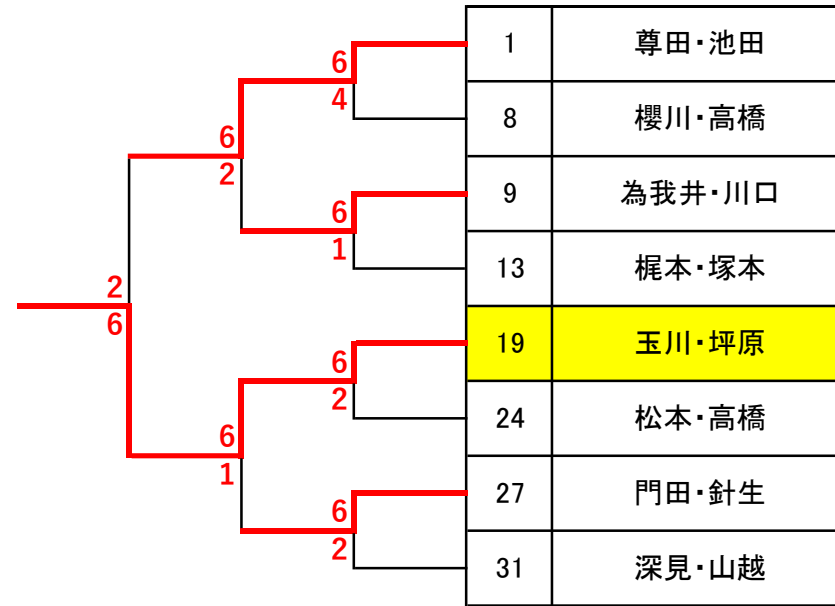 1 尊田・池田
6
4
8 櫻川・高橋
6
2
9 為我井・川口
6
1
13 梶本・塚本
2
6
19 玉川・坪原
6
2
24 松本・高橋
6
1
27 門田・針生
6
2
31 深見・山越